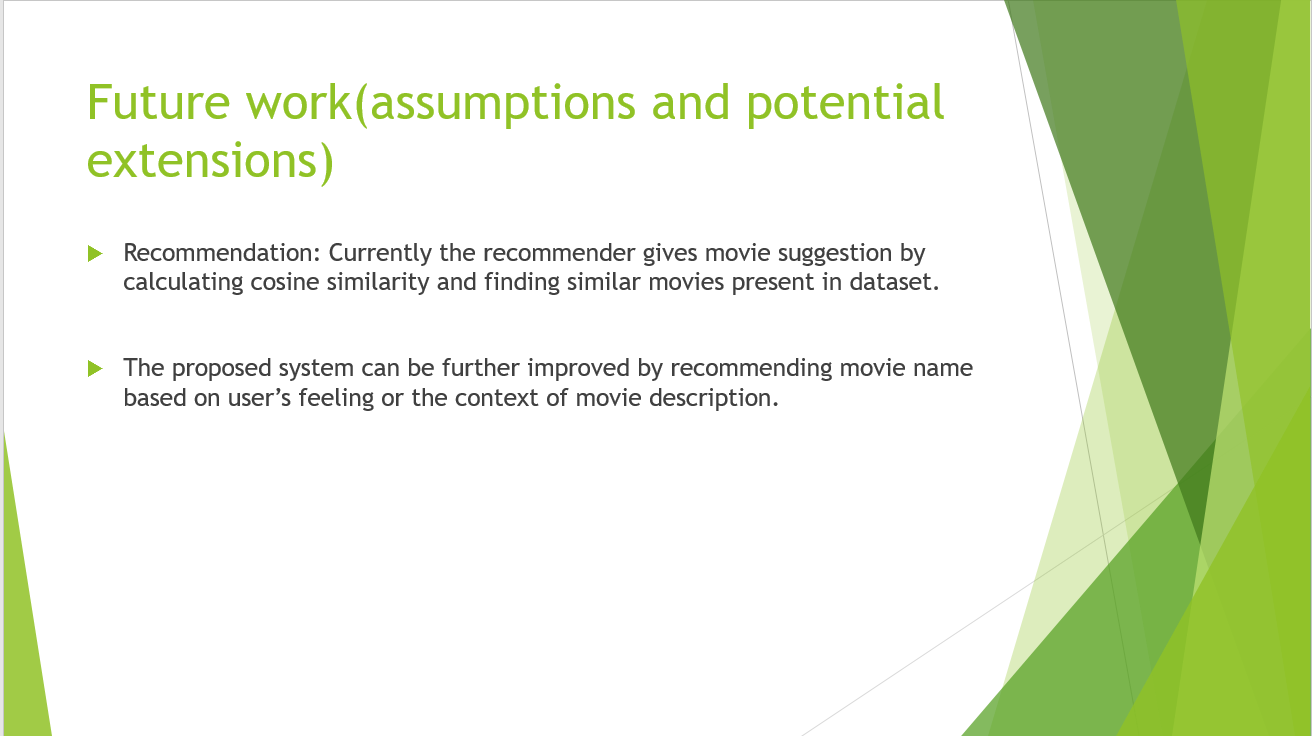 Future work(assumptions and potential
extensions)
Recommendation: Currently the recommender gives movie suggestion by
calculating cosine similarity and finding similar movies present in dataset.
The proposed system can be further improved by recommending movie name
based on user’s feeling or the context of movie description.